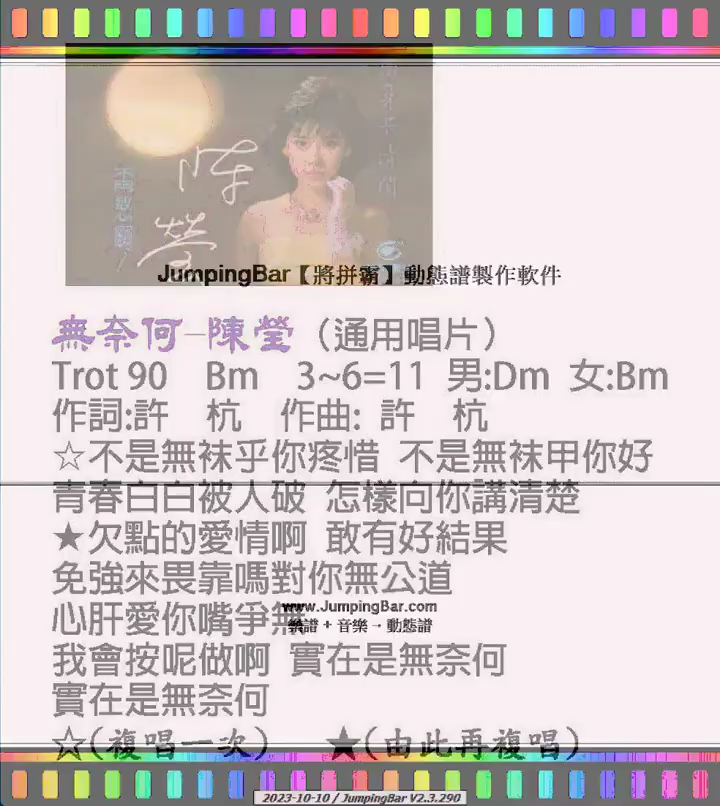 陳瑩
JumpingBar【將拼霸】動態譜製作軟件
無奈何-陳瑩（通用唱片）
Trot 90 Bm 3~6=11 男:Dm 女:Bm
作詞:許 杭 作曲: 許 杭
☆不是無袜乎你疼惜 不是無袜甲你好
青春白白被人破 怎樣向你講清楚
★欠點的愛情啊 敢有好結果
免強來畏靠嗎對你無公道
心肝愛你嘴爭無
www.JumpingBar.com
樂譜 + 音樂 → 動態譜
我會按呢做啊 實在是無奈何
實在是無奈何
☆(複唱一次) ★(由此再複唱)
2023-10-10 / JumpingBar V2.3.290